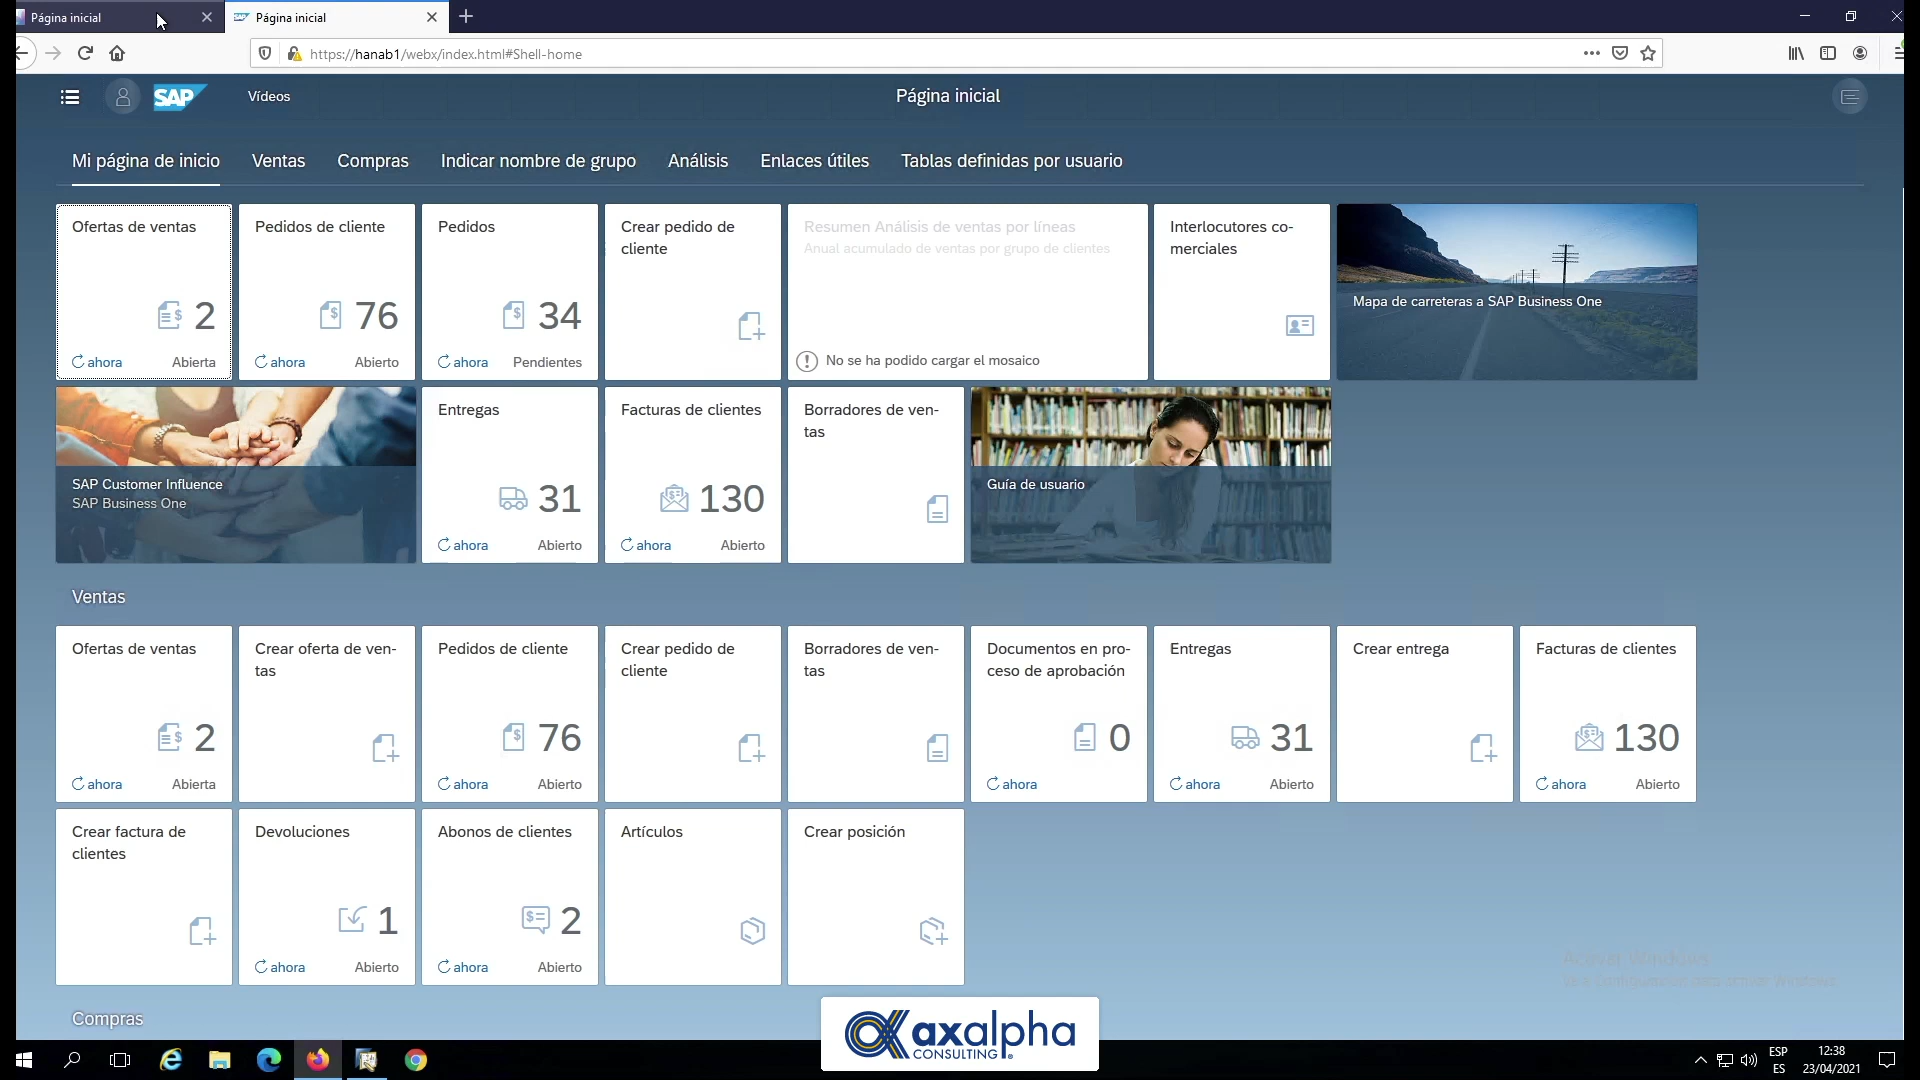 Página inicial
Página inicial
https://hanab1/webx/index.html#Shell-home
SAP
Vídeos
Página inicial
Mi página de inicio
Ventas
Compras
Indicar nombre de grupo
Análisis
Enlaces útiles
Tablas definidas por usuario
Ofertas de ventas
2
ahora
Abierta
Pedidos de cliente
76
ahora
Abierto
Pedidos
34
ahora
Pendientes
Crear pedido de
cliente
Resumen Análisis de ventas por líneas
Anual acumulado de ventas por grupo de clientes
No se ha podido cargar el mosaico
Interlocutores co-
merciales
Mapa de carreteras a SAP Business One
SAP Customer Influence
SAP Business One
Entregas
31
ahora
Abierto
Facturas de clientes
130
ahora
Abierto
Borradores de ven-
tas
Guía de usuario
Ventas
Ofertas de ventas
2
ahora
Abierta
Crear oferta de ven-
tas
Pedidos de cliente
76
ahora
Abierto
Crear pedido de
cliente
Borradores de ven-
tas
Documentos en pro-
ceso de aprobación
0
ahora
Entregas
31
ahora
Abierto
Crear entrega
Facturas de clientes
130
ahora
Abierto
Crear factura de
clientes
Devoluciones
1
ahora
Abierto
Abonos de clientes
2
ahora
Abierto
Artículos
Crear posición
Compras
axalpha
CONSULTING
ESP
ES
12:38
23/04/2021